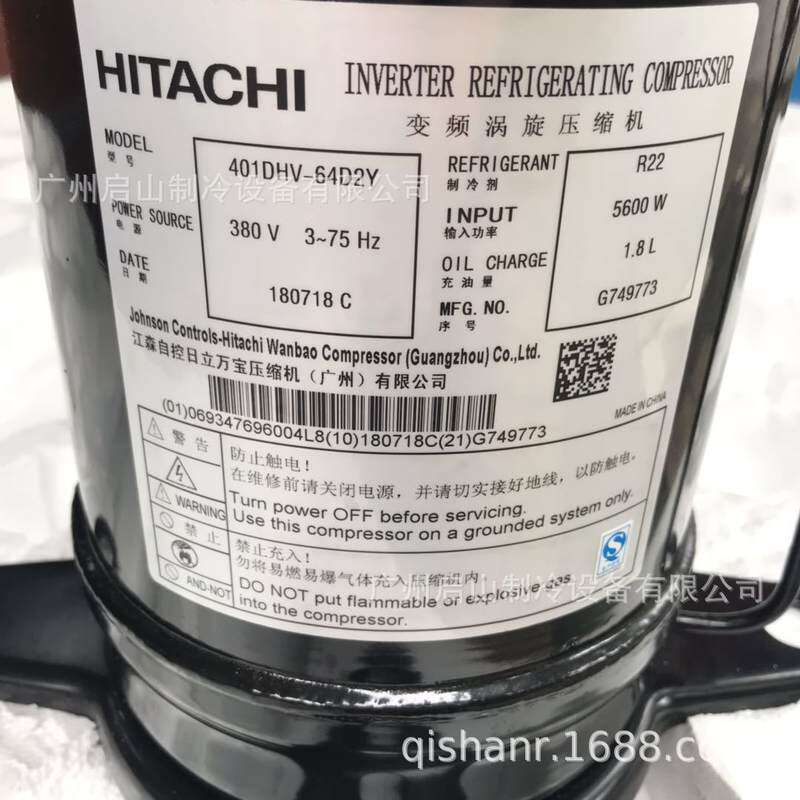 HITACHI
INVERTER REFRIGERATING COMPRESSOR
变频涡旋压缩机
MODEL
型号
401DHV-64D2Y
POWER SOURCE
电源
380 V 3~75 Hz
DATE
日期
180718 C
REFRIGERANT
制冷剂
R22
INPUT
输入功率
5600 W
OIL CHARGE
充油量
1.8 L
MFG.NO.
序号
G749773
Johnson Controls-Hitachi Wanbao Compressor (Guangzhou) Co.,Ltd.
江森自控日立万宝压缩机（广州）有限公司
MADE IN CHINA
(01)069347696004L8(10)180718C(21)G749773
警告
WARNING
防止触电！
在维修前请关闭电源，并请切实接好地线，以防触电。
Turn power OFF before servicing.
Use this compressor on a grounded system only.
禁止
AND-NOT
禁止充入！
勿将易燃易爆气体充入压缩机内
DO NOT put flammable or explosive gas
into the compressor.
广州启山制冷设备有限公司
广州启山制冷设备有限公司
qishanr.1688.co